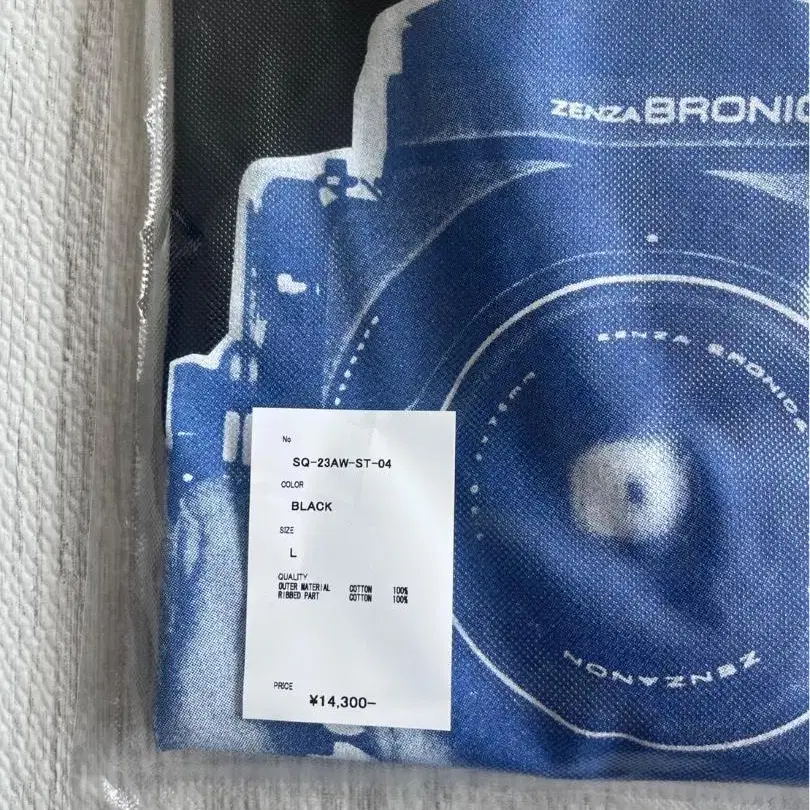 ZENZA BRONIC
ZENZA BRONICA
ZENZANON
No
SQ-23AW-ST-04
COLOR
BLACK
SIZE
L
QUALITY
OUTER MATERIAL COTTON 100%
RIBBED PART COTTON 100%
PRICE
¥14,300-